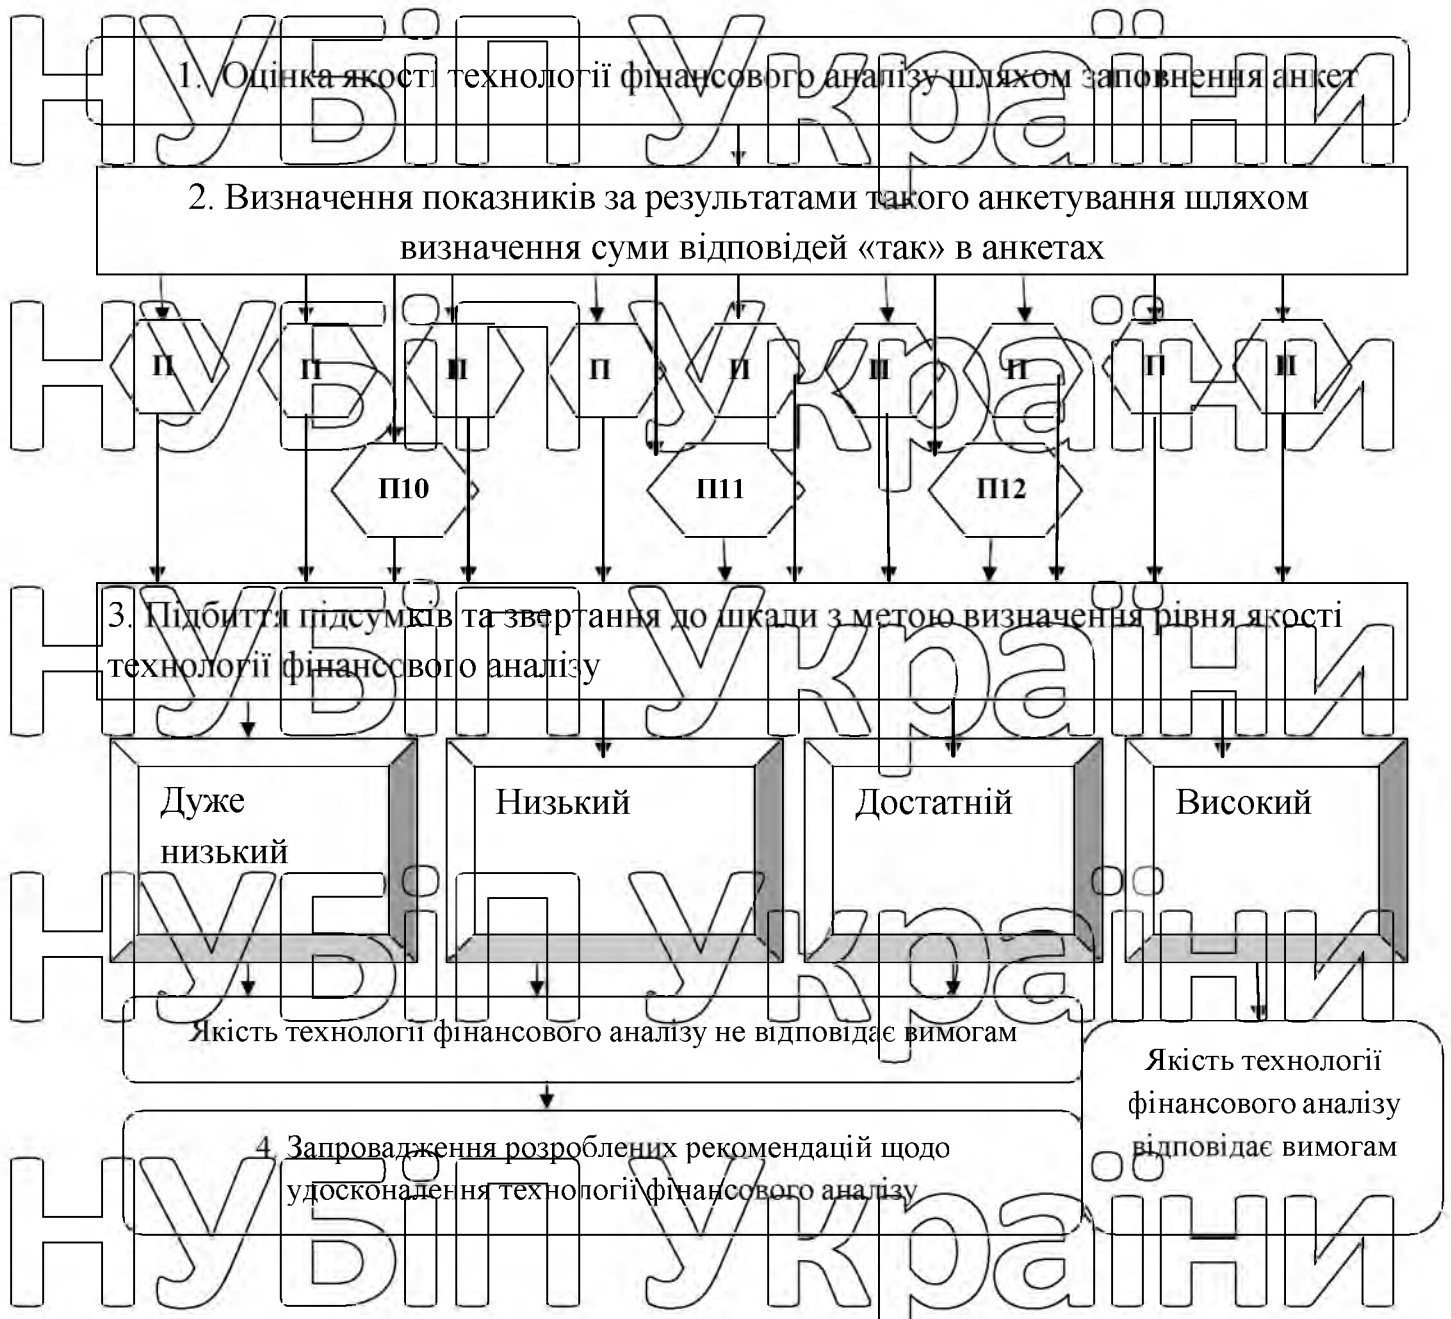 НУБіП України
1. Оцінка якості технології фінансового аналізу шляхом заповнення анкет
2. Визначення показників за результатами такого анкетування шляхом
визначення суми відповідей «так» в анкетах
НУБіП України
П П П П П П П П П
П10 П11 П12
НУБіП України
3. Підбиття підсумків та звертання до шкали з метою визначення рівня якості
технології фінансового аналізу
Дуже
низький
Низький
Достатній
Високий
НУБіП України
Якість технології фінансового аналізу не відповідає вимогам
Якість технології
фінансового аналізу
відповідає вимогам
4. Запровадження розроблених рекомендацій щодо
удосконалення технології фінансового аналізу
НУБіП України